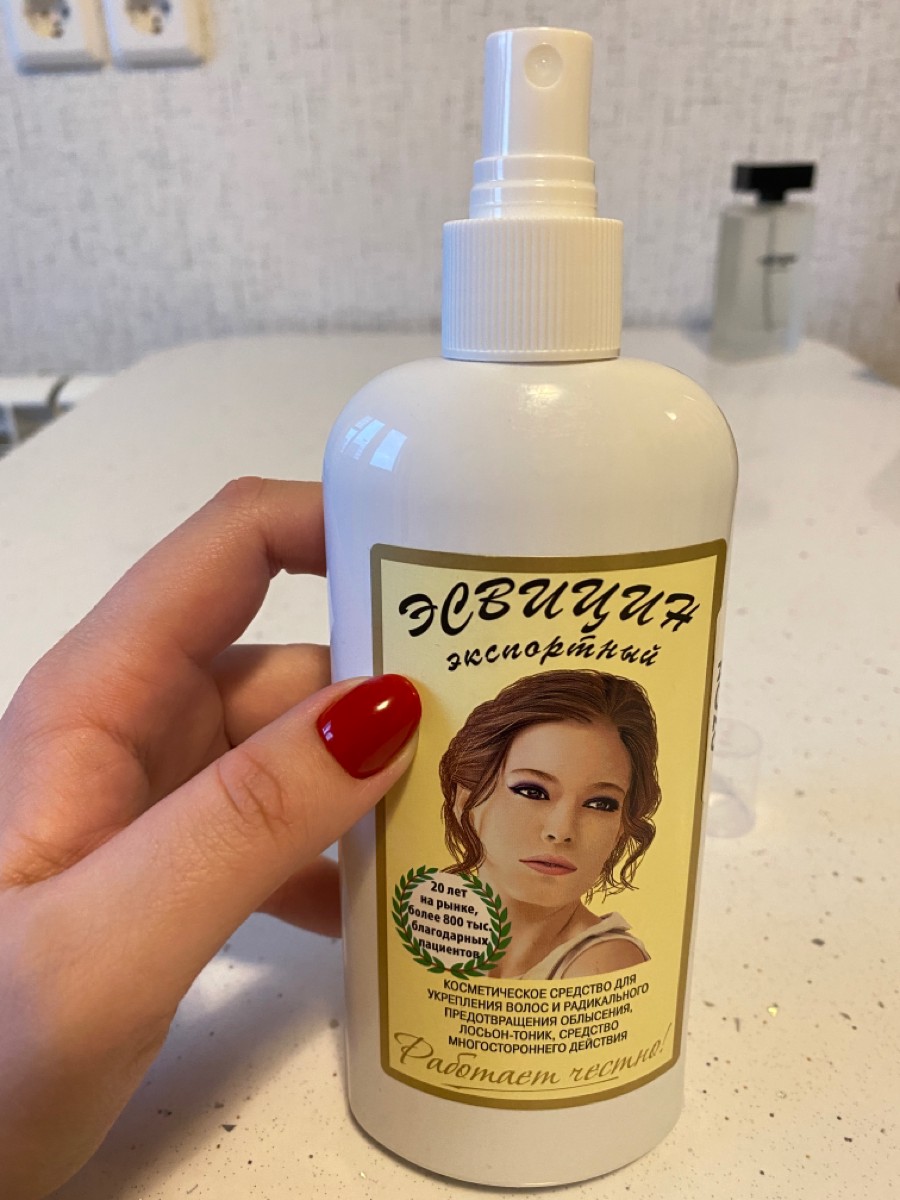 ЭСВИЦИН
экспортный
20 лет
на рынке,
более 800 тыс.
благодарных
пациентов
КОСМЕТИЧЕСКОЕ СРЕДСТВО ДЛЯ
УКРЕПЛЕНИЯ ВОЛОС И РАДИКАЛЬНОГО
ПРЕДОТВРАЩЕНИЯ ОБЛЫСЕНИЯ,
ЛОСЬОН-ТОНИК, СРЕДСТВО
МНОГОСТОРОННЕГО ДЕЙСТВИЯ
Работает честно!